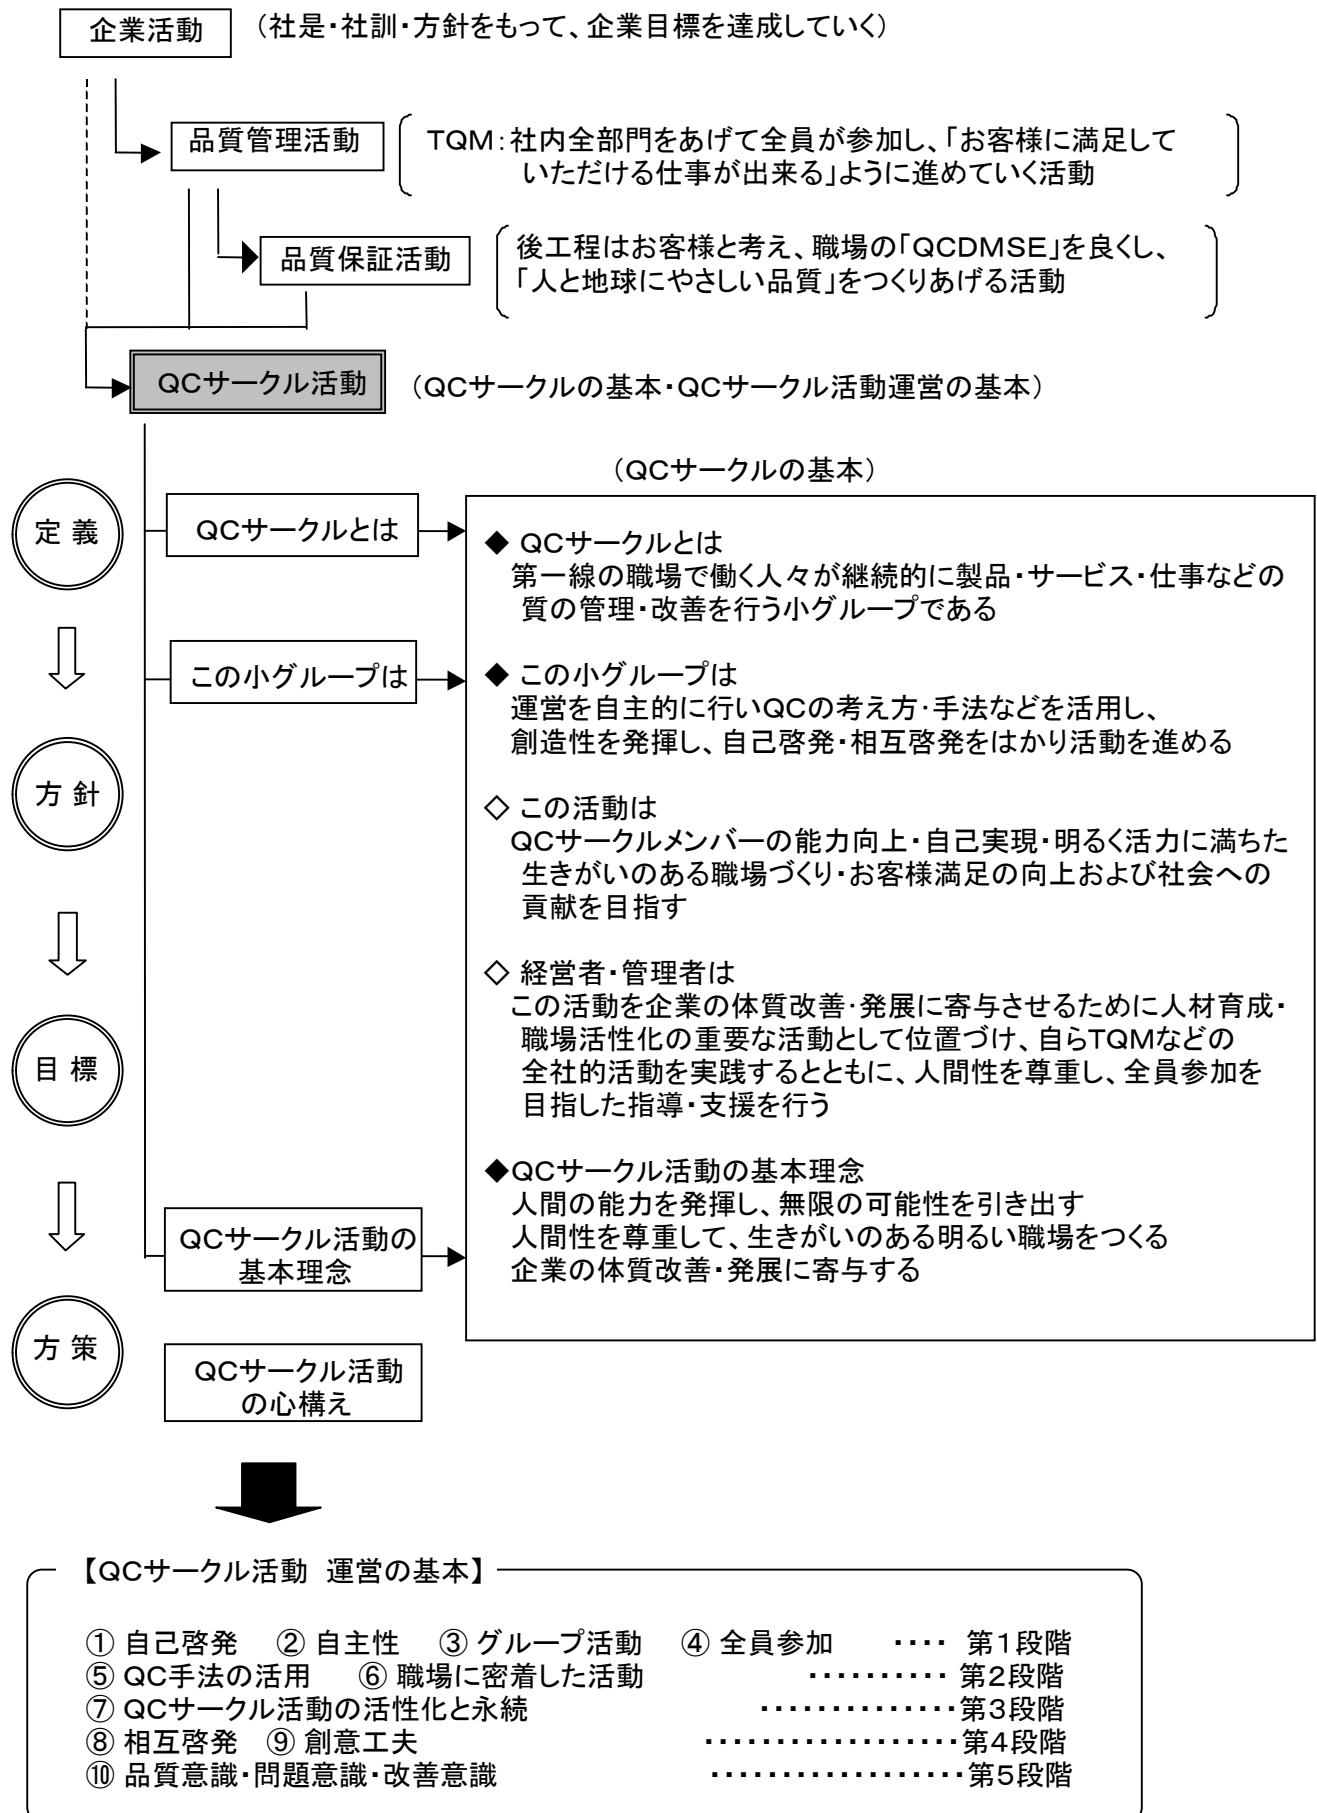 企業活動 (社是・社訓・方針をもって、企業目標を達成していく)
品質管理活動 TQM：社内全部門をあげて全員が参加し、「お客様に満足して
いただける仕事が出来る」ように進めていく活動
品質保証活動 後工程はお客様と考え、職場の「QCDMSE」を良くし、
「人と地球にやさしい品質」をつくりあげる活動
QCサークル活動 (QCサークルの基本・QCサークル活動運営の基本)
(QCサークルの基本)
定 義
QCサークルとは
◆ QCサークルとは
第一線の職場で働く人々が継続的に製品・サービス・仕事などの
質の管理・改善を行う小グループである
この小グループは
◆ この小グループは
運営を自主的に行いQCの考え方・手法などを活用し、
創造性を発揮し、自己啓発・相互啓発をはかり活動を進める
方 針
◇ この活動は
QCサークルメンバーの能力向上・自己実現・明るく活力に満ちた
生きがいのある職場づくり・お客様満足の向上および社会への
貢献を目指す
◇ 経営者・管理者は
この活動を企業の体質改善・発展に寄与させるために人材育成・
職場活性化の重要な活動として位置づけ、自らTQMなどの
全社的活動を実践するとともに、人間性を尊重し、全員参加を
目指した指導・支援を行う
目 標
◆QCサークル活動の基本理念
人間の能力を発揮し、無限の可能性を引き出す
人間性を尊重して、生きがいのある明るい職場をつくる
企業の体質改善・発展に寄与する
QCサークル活動の
基本理念
方 策
QCサークル活動
の心構え
【QCサークル活動 運営の基本】
① 自己啓発 ② 自主性 ③ グループ活動 ④ 全員参加 ・・・・ 第1段階
⑤ QC手法の活用 ⑥ 職場に密着した活動 ・・・・・・・・・・ 第2段階
⑦ QCサークル活動の活性化と永続 ・・・・・・・・・・・・・・第3段階
⑧ 相互啓発 ⑨ 創意工夫 ・・・・・・・・・・・・・・・・・・第4段階
⑩ 品質意識・問題意識・改善意識 ・・・・・・・・・・・・・・・・・・第5段階